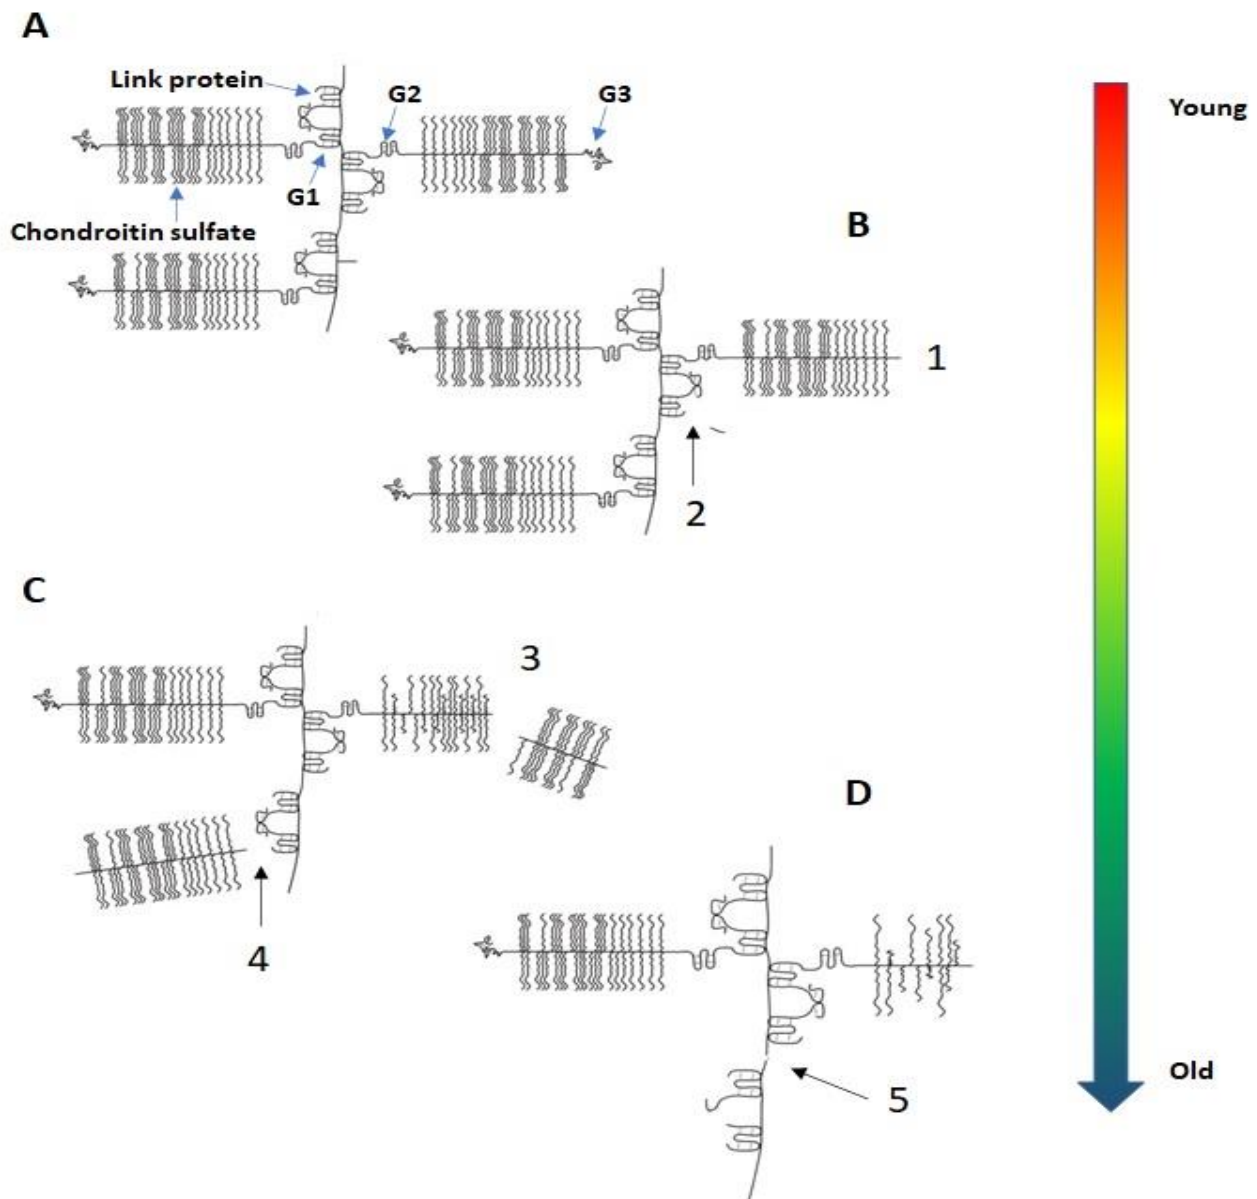 A
Link protein
G2
G3
Young
G1
Chondroitin sulfate
B
1
2
C
3
D
4
Old
5